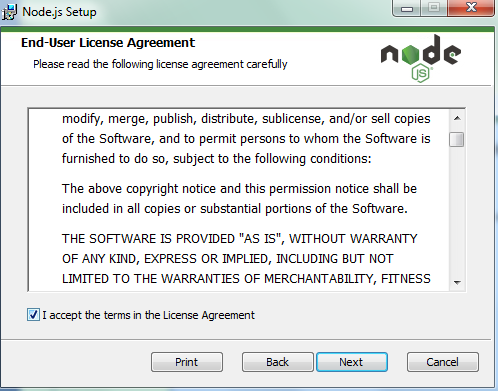 Node.js Setup
End-User License Agreement
Please read the following license agreement carefully
node
JS
modify, merge, publish, distribute, sublicense, and/or sell copies
of the Software, and to permit persons to whom the Software is
furnished to do so, subject to the following conditions:
The above copyright notice and this permission notice shall be
included in all copies or substantial portions of the Software.
THE SOFTWARE IS PROVIDED "AS IS", WITHOUT WARRANTY
OF ANY KIND, EXPRESS OR IMPLIED, INCLUDING BUT NOT
LIMITED TO THE WARRANTIES OF MERCHANTABILITY, FITNESS
I accept the terms in the License Agreement
Print
Back
Next
Cancel